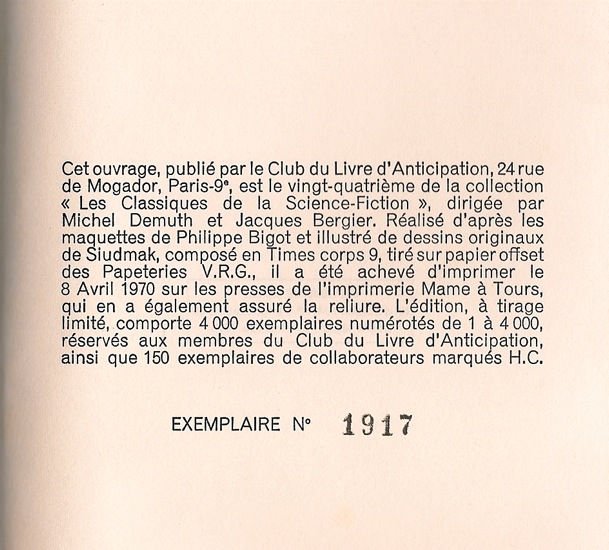 Cet ouvrage, publié par le Club du Livre d'Anticipation, 24 rue
de Mogador, Paris-9e, est le vingt-quatrième de la collection
« Les Classiques de la Science-Fiction », dirigée par
Michel Demuth et Jacques Bergier. Réalisé d'après les
maquettes de Philippe Bigot et illustré de dessins originaux
de Siudmak, composé en Times corps 9, tiré sur papier offset
des Papeteries V.R.G., il a été achevé d'imprimer le
8 Avril 1970 sur les presses de l'imprimerie Mame à Tours,
qui en a également assuré la reliure. L'édition, à tirage
limité, comporte 4 000 exemplaires numérotés de 1 à 4 000,
réservés aux membres du Club du Livre d'Anticipation,
ainsi que 150 exemplaires de collaborateurs marqués H.C.
EXEMPLAIRE N° 1917